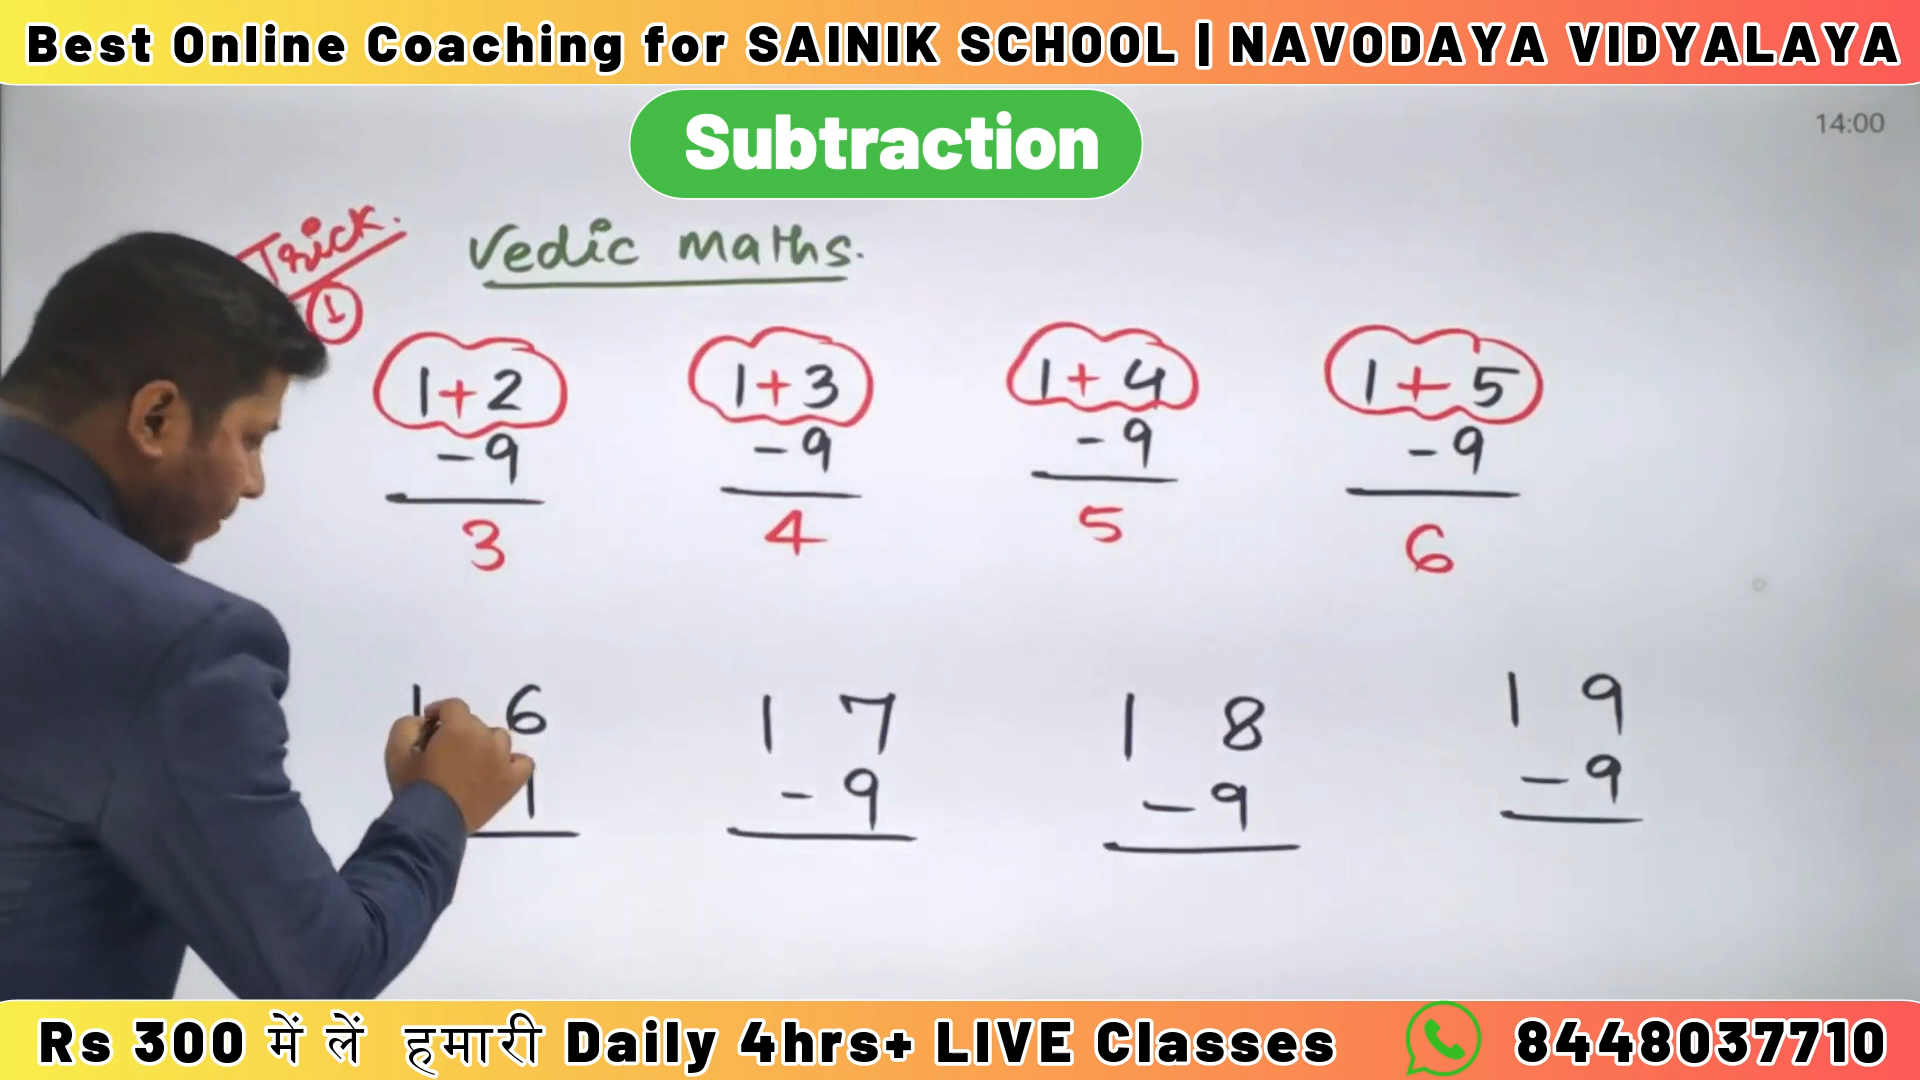 Best Online Coaching for SAINIK SCHOOL | NAVODAYA VIDYALAYA
Subtraction
14:00
Trick.
1
Vedic maths.
1+2 1+3 1+4 1+5
-9 -9 -9 -9
3 4 5 6
1 6 1 7 1 8 1 9
-9 -9 -9
Rs 300 में लें हमारी Daily 4hrs+ LIVE Classes 8448037710